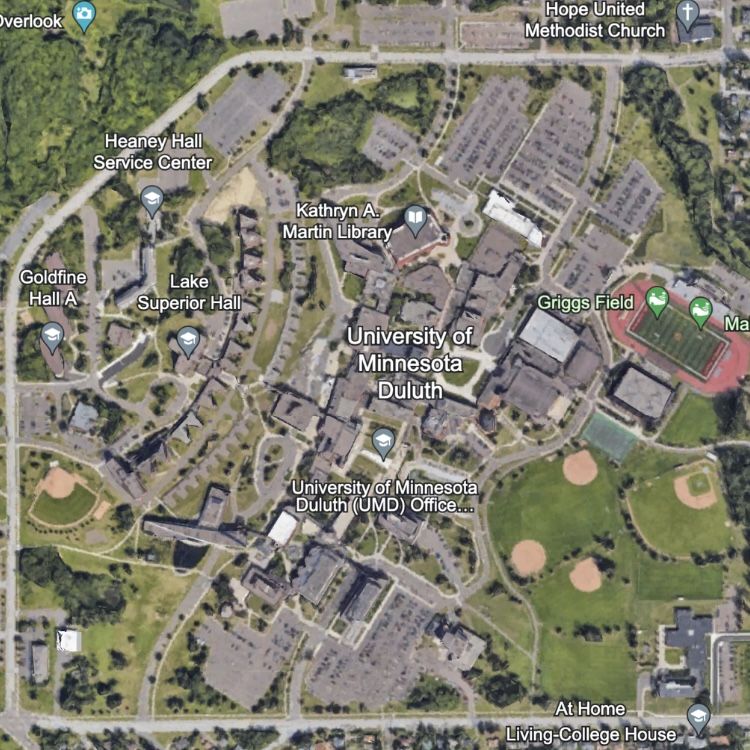 Overlook
Hope United
Methodist Church
Heaney Hall
Service Center
Kathryn A.
Martin Library
Goldfine
Hall A
Lake
Superior Hall
Griggs Field
Ma
University of
Minnesota
Duluth
University of Minnesota
Duluth (UMD) Office...
At Home
Living-College House